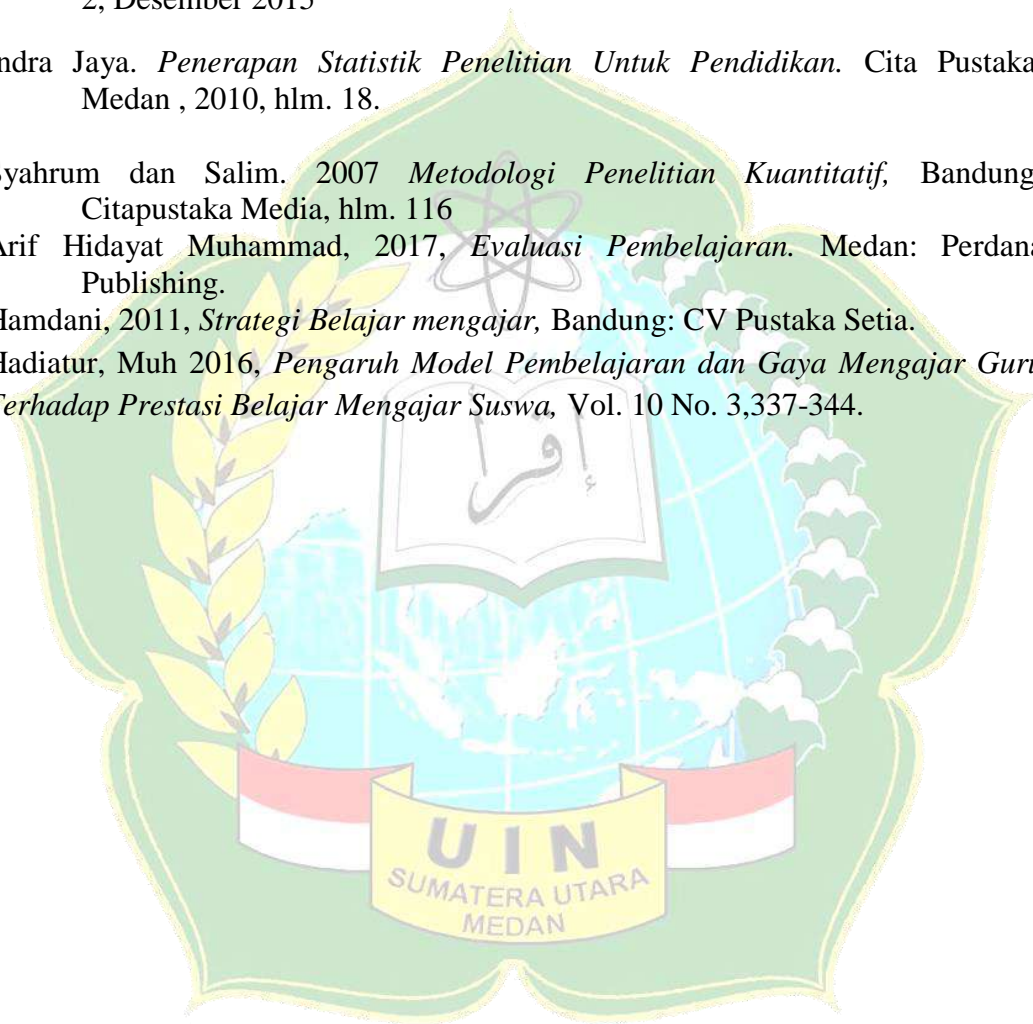 2, Desember 2015
ndra Jaya. Penerapan Statistik Penelitian Untuk Pendidikan. Cita Pustaka
Medan , 2010, hlm. 18.
yahrum dan Salim. 2007 Metodologi Penelitian Kuantitatif, Bandung
Citapustaka Media, hlm. 116
Arif Hidayat Muhammad, 2017, Evaluasi Pembelajaran. Medan: Perdana
Publishing.
Hamdani, 2011, Strategi Belajar mengajar, Bandung: CV Pustaka Setia.
Hadiatur, Muh 2016, Pengaruh Model Pembelajaran dan Gaya Mengajar Guru
Terhadap Prestasi Belajar Mengajar Suswa, Vol. 10 No. 3,337-344.
إقرأ
UIN
SUMATERA UTARA
MEDAN